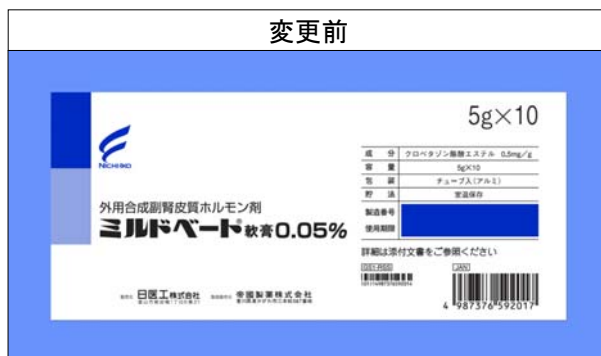 変更前
5g×10
NICHI-IKO
成分 クロベタゾン酪酸エステル 0.5mg/g
容量 5g×10
包装 チューブ入(アルミ)
貯法 室温保存
製造番号
使用期限
外用合成副腎皮質ホルモン剤
ミルドベート®軟膏0.05%
詳細は添付文書をご参照ください
GS1-RSS
JAN
日医工株式会社
帝國製薬株式会社
4 987376 592017